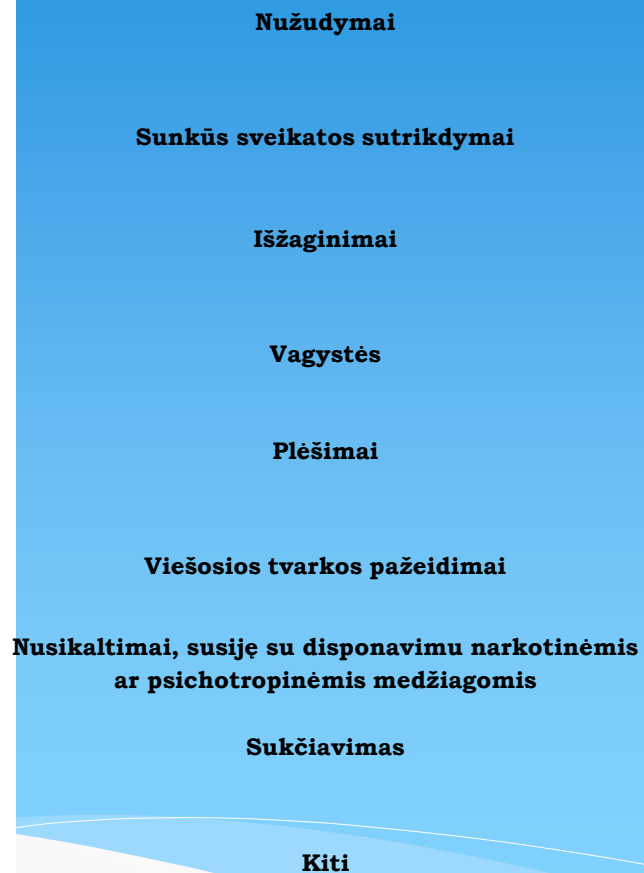 Nužudymai
Sunkūs sveikatos sutrikdymai
Išžaginimai
Vagystės
Plėšimai
Viešosios tvarkos pažeidimai
Nusikaltimai, susiję su disponavimu narkotinėmis
ar psichotropinėmis medžiagomis
Sukčiavimas
Kiti